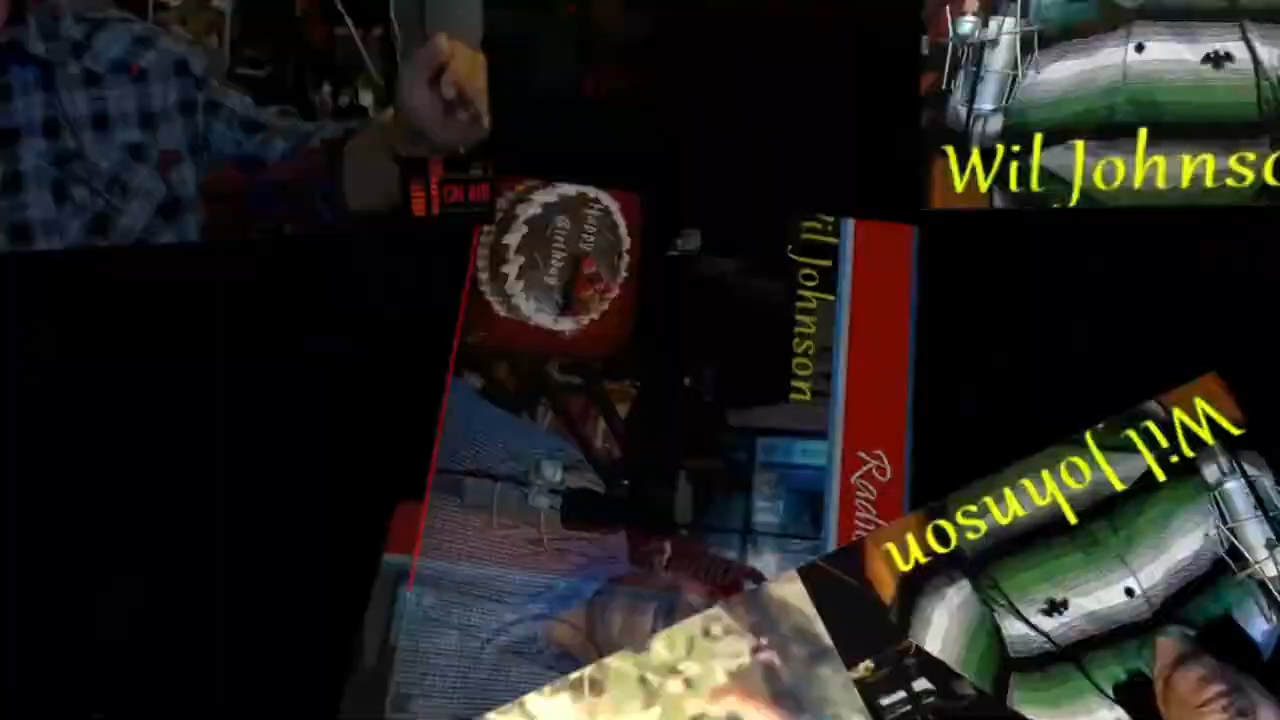 Wil Johnso
ON AIR
Happy
Birthday
il Johnson
Radi
Wil Johnson